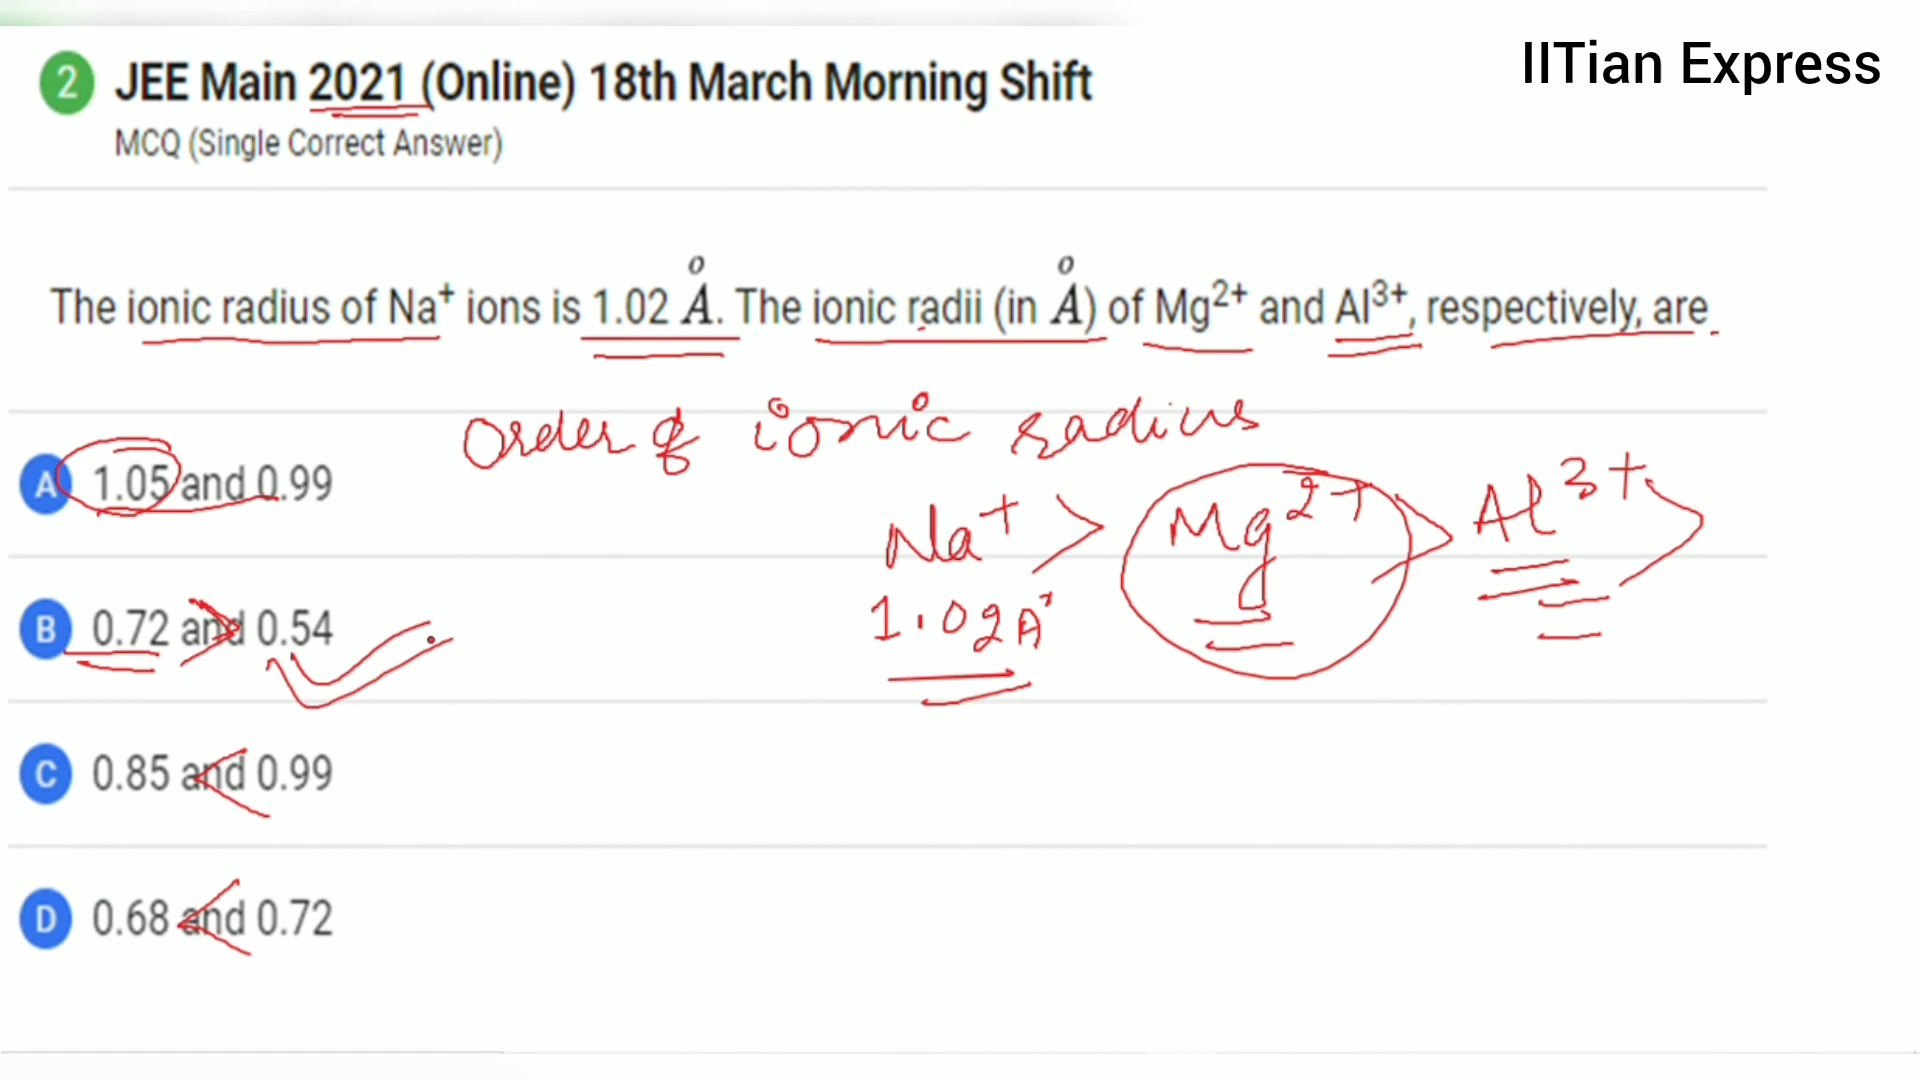 IITian Express
2 JEE Main 2021 (Online) 18th March Morning Shift
MCQ (Single Correct Answer)
The ionic radius of Na⁺ ions is 1.02 Å. The ionic radii (in Å) of Mg²⁺ and Al³⁺, respectively, are
Order of ionic radius
A 1.05 and 0.99
Na⁺ > Mg²⁺ > Al³⁺ >
1.02A°
B 0.72 and > 0.54
C 0.85 and < 0.99
D 0.68 and < 0.72